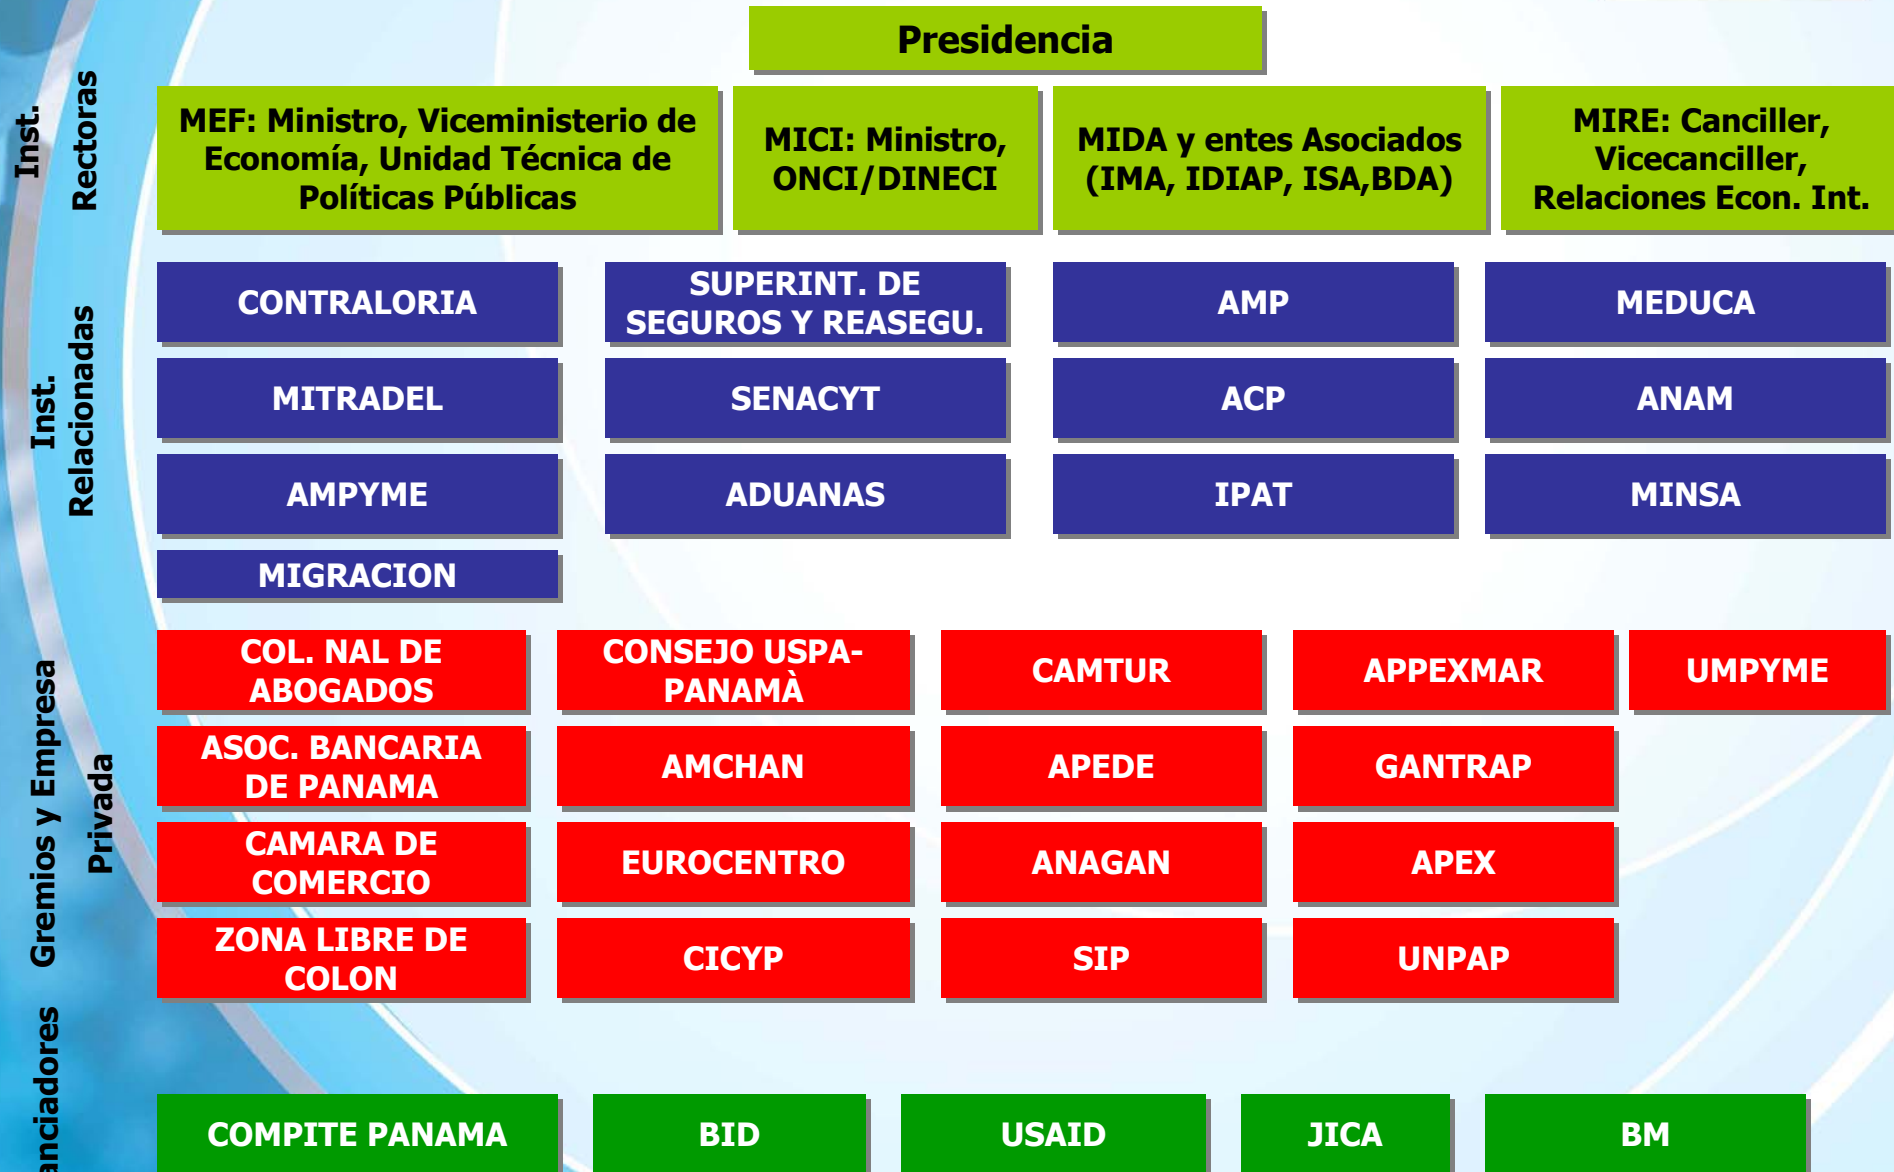 Presidencia
Inst.
Rectoras
MEF: Ministro, Viceministerio de
Economía, Unidad Técnica de
Políticas Públicas
MICI: Ministro,
ONCI/DINECI
MIDA y entes Asociados
(IMA, IDIAP, ISA,BDA)
MIRE: Canciller,
Vicecanciller,
Relaciones Econ. Int.
Inst.
Relacionadas
CONTRALORIA
SUPERINT. DE
SEGUROS Y REASEGU.
AMP
MEDUCA
MITRADEL
SENACYT
ACP
ANAM
AMPYME
ADUANAS
IPAT
MINSA
MIGRACION
Gremios y Empresa
Privada
COL. NAL DE
ABOGADOS
CONSEJO USPA-
PANAMÀ
CAMTUR
APPEXMAR
UMPYME
ASOC. BANCARIA
DE PANAMA
AMCHAN
APEDE
GANTRAP
CAMARA DE
COMERCIO
EUROCENTRO
ANAGAN
APEX
ZONA LIBRE DE
COLON
CICYP
SIP
UNPAP
COMPITE PANAMA
BID
USAID
JICA
BM